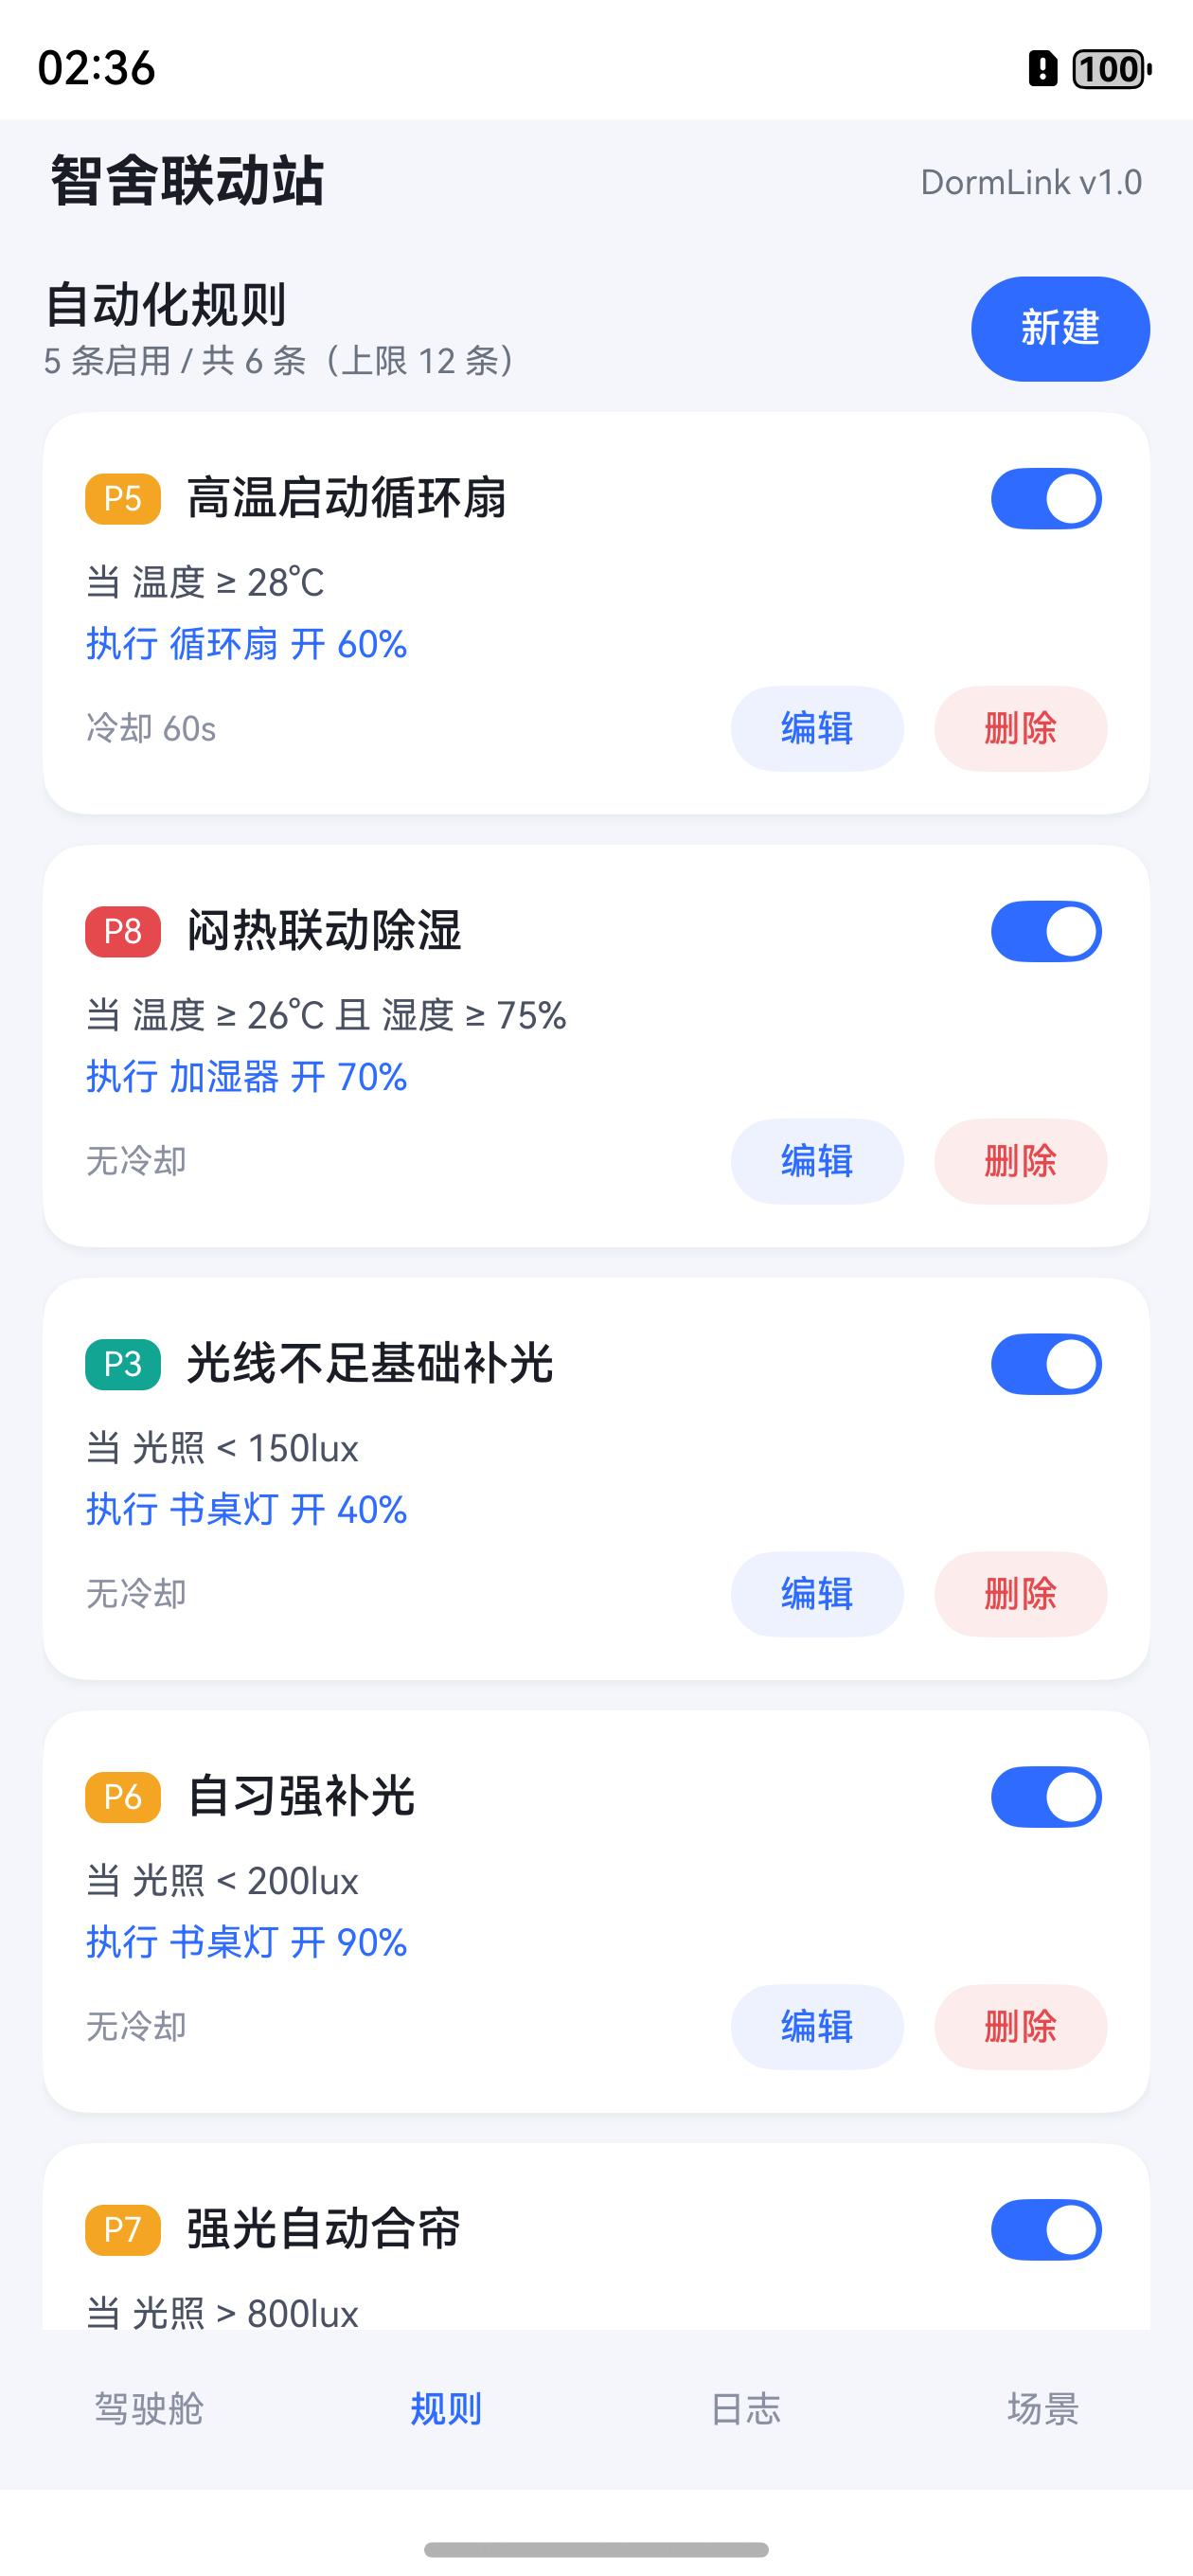 02:36
100
智舍联动站
DormLink v1.0
自动化规则
5 条启用 / 共 6 条（上限 12 条）
新建
P5 高温启动循环扇
当 温度 ≥ 28℃
执行 循环扇 开 60%
冷却 60s
编辑
删除
P8 闷热联动除湿
当 温度 ≥ 26℃ 且 湿度 ≥ 75%
执行 加湿器 开 70%
无冷却
编辑
删除
P3 光线不足基础补光
当 光照 < 150lux
执行 书桌灯 开 40%
无冷却
编辑
删除
P6 自习强补光
当 光照 < 200lux
执行 书桌灯 开 90%
无冷却
编辑
删除
P7 强光自动合帘
当 光照 > 800lux
驾驶舱
规则
日志
场景